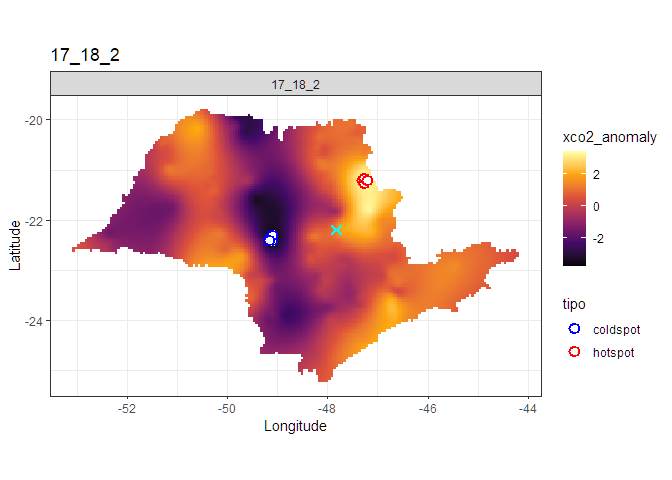 17_18_2
17_18_2
-20
-22
-24
Latitude
-52
-50
-48
-46
-44
Longitude
xco2_anomaly
2
0
-2
tipo
coldspot
hotspot